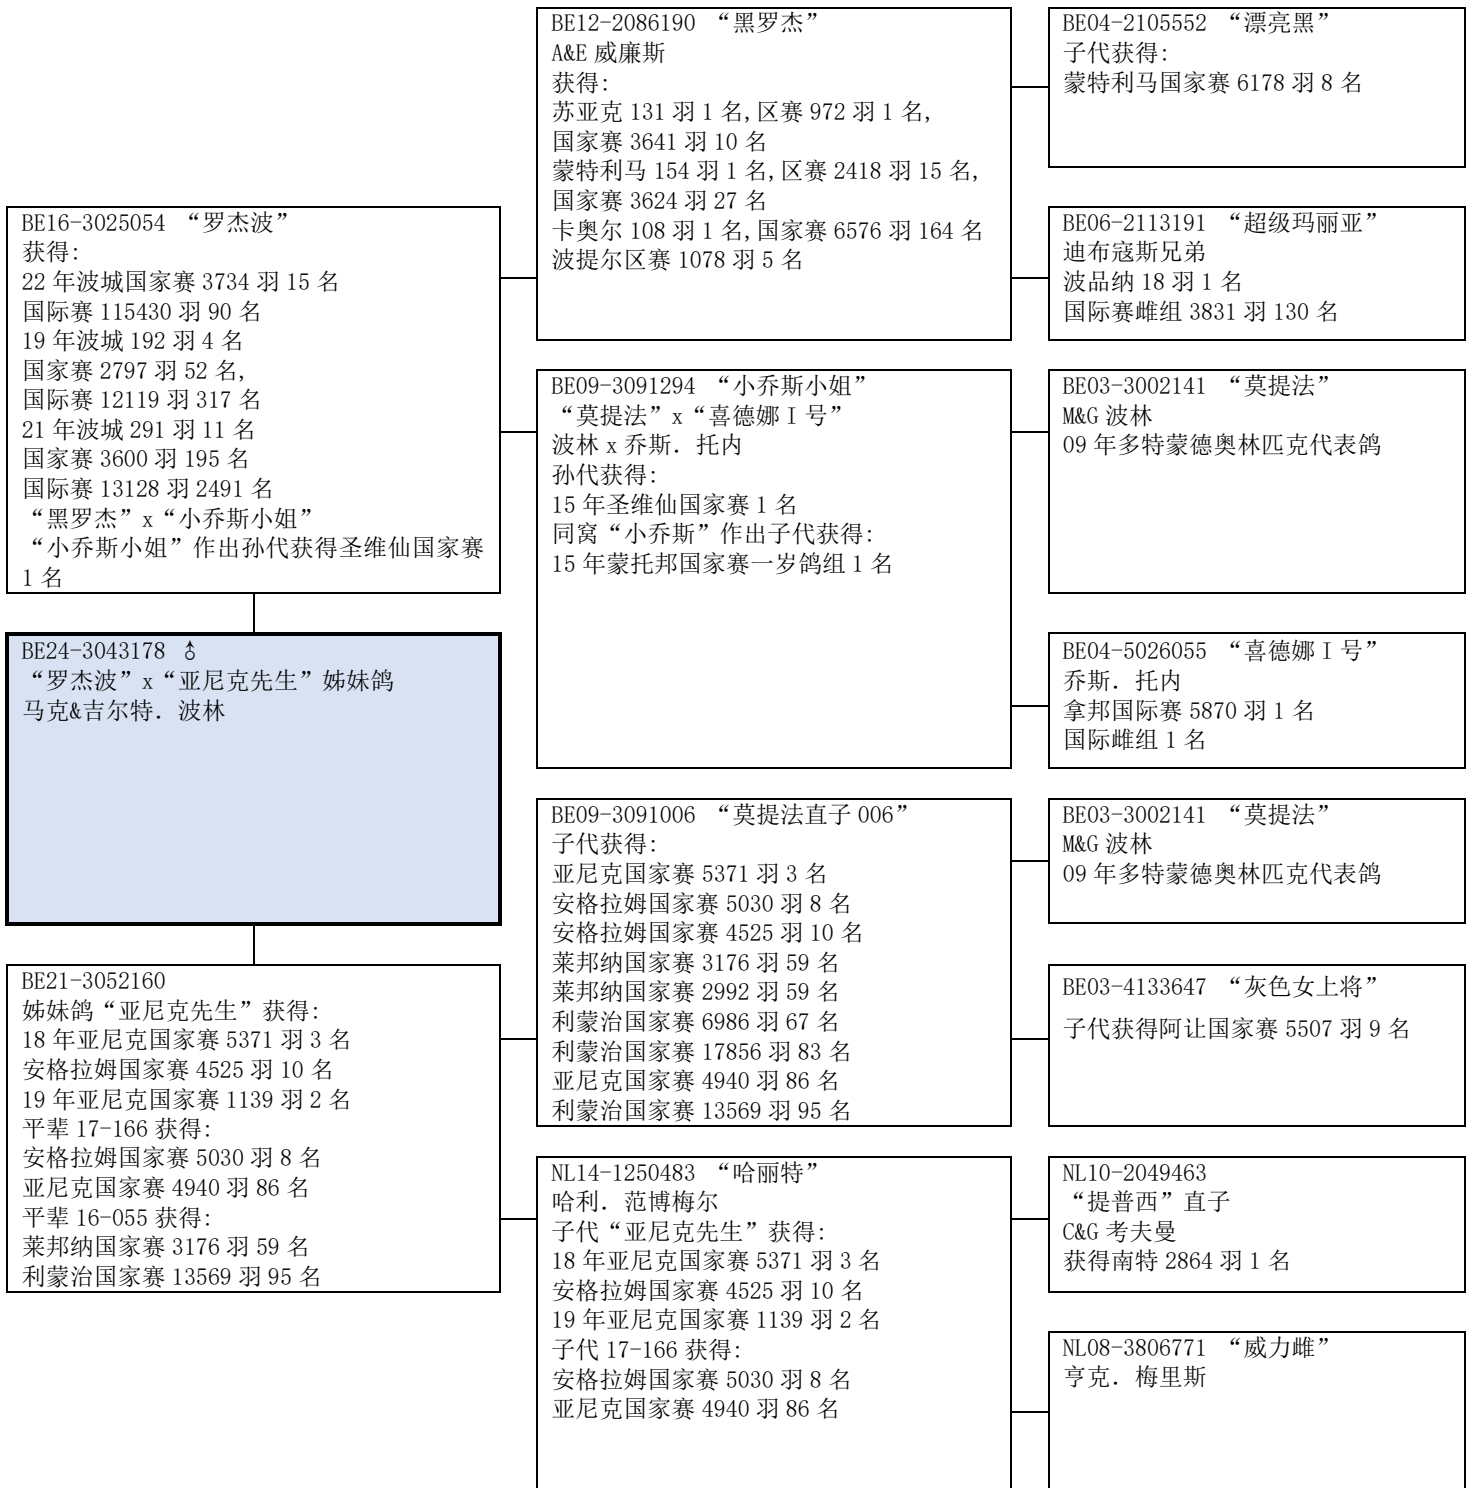 BE16-3025054 “罗杰波”
获得:
22 年波城国家赛 3734 羽 15 名
国际赛 115430 羽 90 名
19 年波城 192 羽 4 名
国家赛 2797 羽 52 名,
国际赛 12119 羽 317 名
21 年波城 291 羽 11 名
国家赛 3600 羽 195 名
国际赛 13128 羽 2491 名
“黑罗杰”x“小乔斯小姐”
“小乔斯小姐”作出孙代获得圣维仙国家赛
1 名
BE24-3043178 ♂
“罗杰波”x“亚尼克先生”姊妹鸽
马克&吉尔特．波林
BE21-3052160
姊妹鸽“亚尼克先生”获得:
18 年亚尼克国家赛 5371 羽 3 名
安格拉姆国家赛 4525 羽 10 名
19 年亚尼克国家赛 1139 羽 2 名
平辈 17-166 获得:
安格拉姆国家赛 5030 羽 8 名
亚尼克国家赛 4940 羽 86 名
平辈 16-055 获得:
莱邦纳国家赛 3176 羽 59 名
利蒙治国家赛 13569 羽 95 名
BE12-2086190 “黑罗杰”
A&E 威廉斯
获得:
苏亚克 131 羽 1 名,区赛 972 羽 1 名,
国家赛 3641 羽 10 名
蒙特利马 154 羽 1 名,区赛 2418 羽 15 名,
国家赛 3624 羽 27 名
卡奥尔 108 羽 1 名,国家赛 6576 羽 164 名
波提尔区赛 1078 羽 5 名
BE09-3091294 “小乔斯小姐”
“莫提法”x“喜德娜 I 号”
波林 x 乔斯．托内
孙代获得:
15 年圣维仙国家赛 1 名
同窝“小乔斯”作出子代获得:
15 年蒙托邦国家赛一岁鸽组 1 名
BE09-3091006 “莫提法直子 006”
子代获得:
亚尼克国家赛 5371 羽 3 名
安格拉姆国家赛 5030 羽 8 名
安格拉姆国家赛 4525 羽 10 名
莱邦纳国家赛 3176 羽 59 名
莱邦纳国家赛 2992 羽 59 名
利蒙治国家赛 6986 羽 67 名
利蒙治国家赛 17856 羽 83 名
亚尼克国家赛 4940 羽 86 名
利蒙治国家赛 13569 羽 95 名
NL14-1250483 “哈丽特”
哈利．范博梅尔
子代“亚尼克先生”获得:
18 年亚尼克国家赛 5371 羽 3 名
安格拉姆国家赛 4525 羽 10 名
19 年亚尼克国家赛 1139 羽 2 名
子代 17-166 获得:
安格拉姆国家赛 5030 羽 8 名
亚尼克国家赛 4940 羽 86 名
BE04-2105552 “漂亮黑”
子代获得:
蒙特利马国家赛 6178 羽 8 名
BE06-2113191 “超级玛丽亚”
迪布寇斯兄弟
波品纳 18 羽 1 名
国际赛雌组 3831 羽 130 名
BE03-3002141 “莫提法”
M&G 波林
09 年多特蒙德奥林匹克代表鸽
BE04-5026055 “喜德娜 I 号”
乔斯．托内
拿邦国际赛 5870 羽 1 名
国际雌组 1 名
BE03-3002141 “莫提法”
M&G 波林
09 年多特蒙德奥林匹克代表鸽
BE03-4133647 “灰色女上将”
子代获得阿让国家赛 5507 羽 9 名
NL10-2049463
“提普西”直子
C&G 考夫曼
获得南特 2864 羽 1 名
NL08-3806771 “威力雌”
亨克．梅里斯